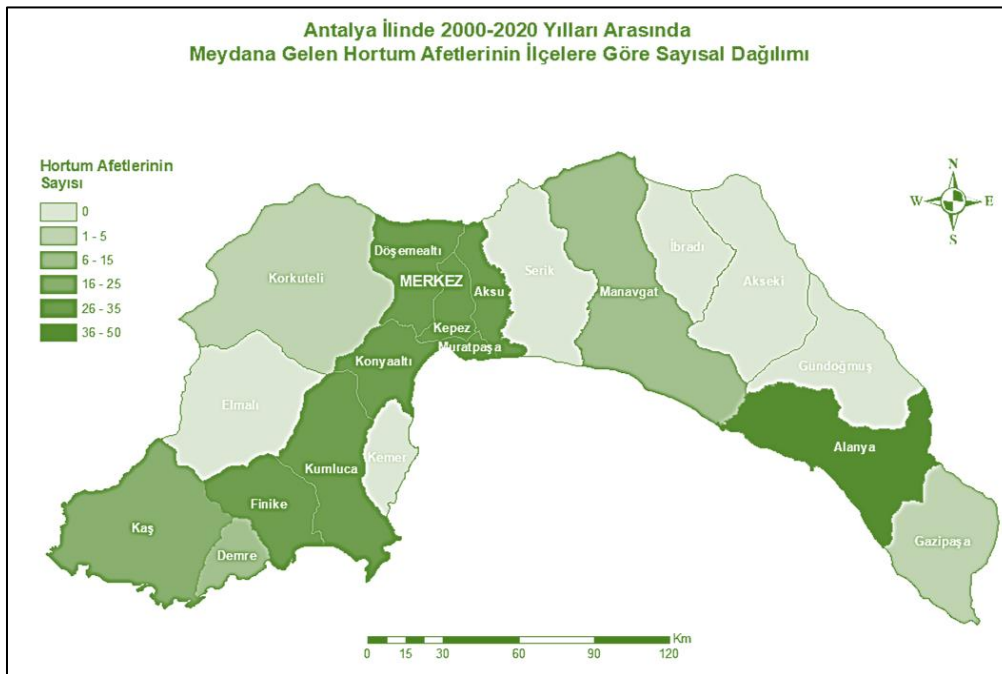 Antalya İlinde 2000-2020 Yılları Arasında
Meydana Gelen Hortum Afetlerinin İlçelere Göre Sayısal Dağılımı
Hortum Afetlerinin
Sayısı
0
1 - 5
6 - 15
16 - 25
26 - 35
36 - 50
N
W
E
S
Korkuteli
Döşemealtı
MERKEZ
Aksu
Serik
Manavgat
İbradı
Akseki
Kepez
Muratpaşa
Konyaaltı
Gündoğmuş
Elmalı
Alanya
Kemer
Kumluca
Finike
Kaş
Demre
Gazipaşa
Km
0 15 30 60 90 120